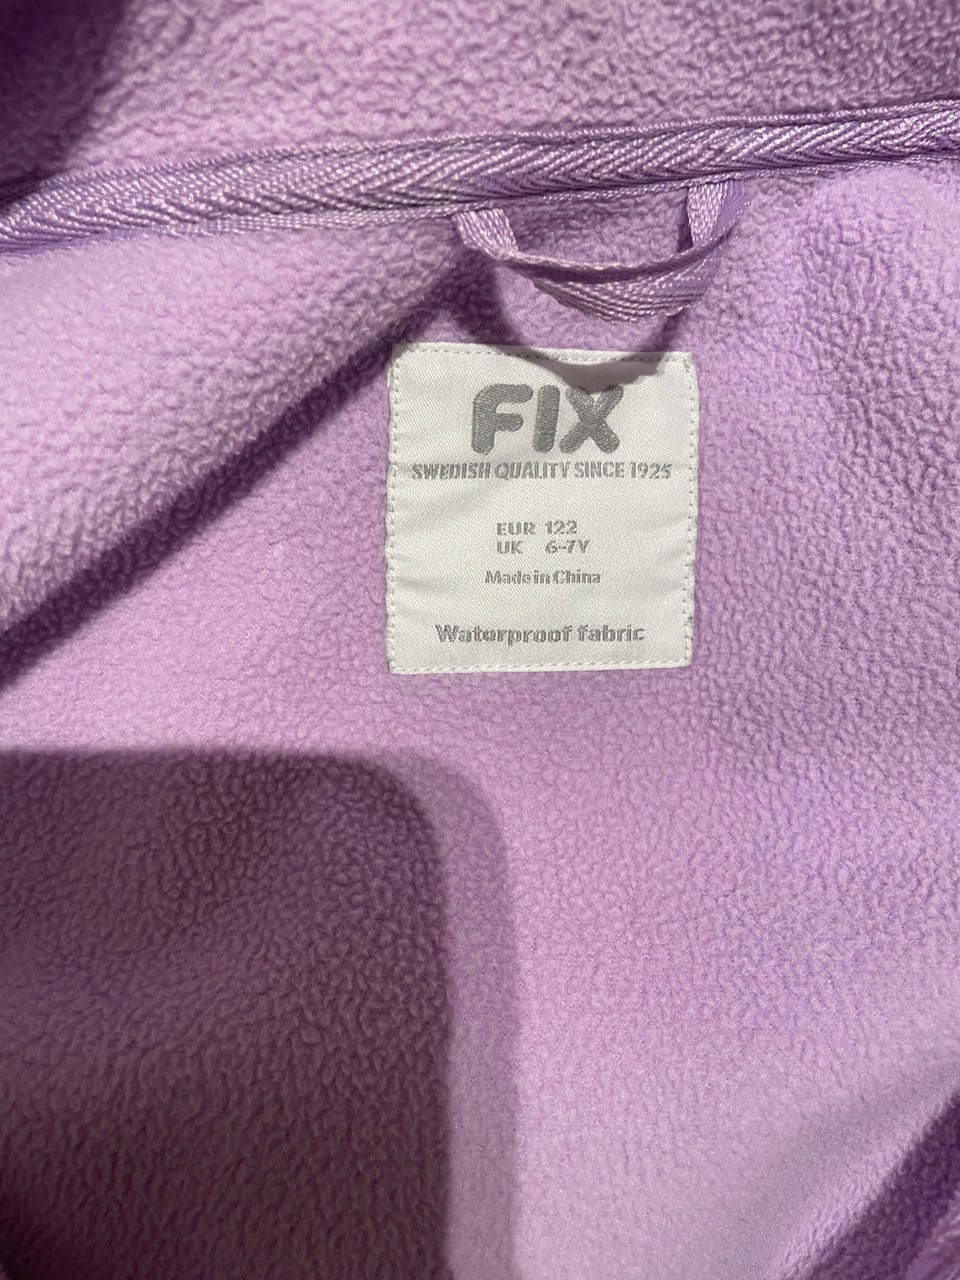 FIX
SWEDISH QUALITY SINCE 1925
EUR 122
UK 6-7Y
Made in China
Waterproof fabric